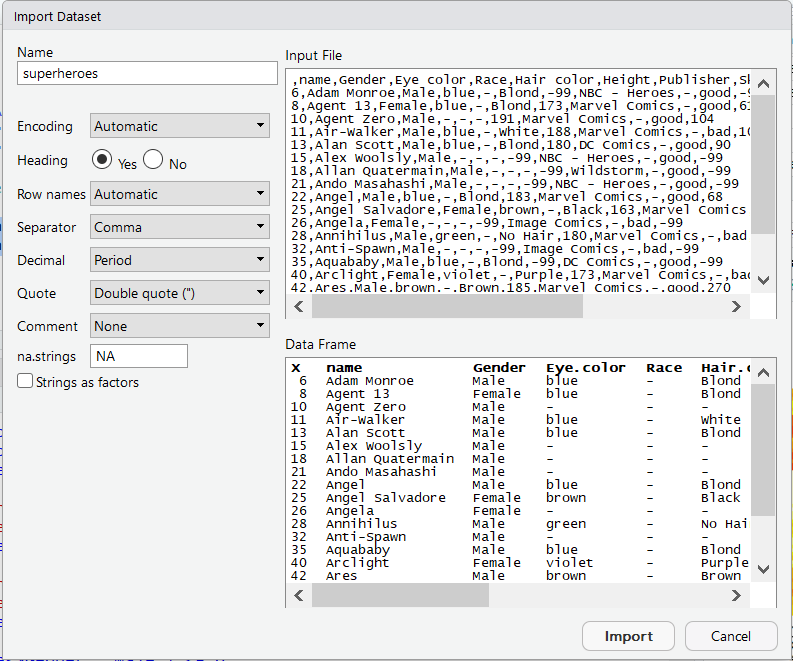 Import Dataset
Name
superheroes
Encoding Automatic
Heading Yes No
Row names Automatic
Separator Comma
Decimal Period
Quote Double quote (")
Comment None
na.strings NA
Strings as factors
Input File
,name,Gender,Eye color,Race,Hair color,Height,Publisher,Sk
6,Adam Monroe,Male,blue,-,Blond,-99,NBC - Heroes,-,good,-9
8,Agent 13,Female,blue,-,Blond,173,Marvel Comics,-,good,61
10,Agent Zero,Male,-,-,-,191,Marvel Comics,-,good,104
11,Air-Walker,Male,blue,-,White,188,Marvel Comics,-,bad,10
13,Alan Scott,Male,blue,-,Blond,180,DC Comics,-,good,90
15,Alex Woolsly,Male,-,-,-,-99,NBC - Heroes,-,good,-99
18,Allan Quatermain,Male,-,-,-,-99,Wildstorm,-,good,-99
21,Ando Masahashi,Male,-,-,-,-99,NBC - Heroes,-,good,-99
22,Angel,Male,blue,-,Blond,183,Marvel Comics,-,good,68
25,Angel Salvadore,Female,brown,-,Black,163,Marvel Comics
26,Angela,Female,-,-,-,-99,Image Comics,-,bad,-99
28,Annihilus,Male,green,-,No Hair,180,Marvel Comics,-,bad
32,Anti-Spawn,Male,-,-,-,-99,Image Comics,-,bad,-99
35,Aquababy,Male,blue,-,Blond,-99,DC Comics,-,good,-99
40,Arclight,Female,violet,-,Purple,173,Marvel Comics,-,bad
42,Ares,Male,brown,-,Brown,185,Marvel Comics,-,good,270
Data Frame
X name Gender Eye.color Race Hair.c
6 Adam Monroe Male blue - Blond
8 Agent 13 Female blue - Blond
10 Agent Zero Male - - -
11 Air-Walker Male blue - White
13 Alan Scott Male blue - Blond
15 Alex Woolsly Male - - -
18 Allan Quatermain Male - - -
21 Ando Masahashi Male - - -
22 Angel Male blue - Blond
25 Angel Salvadore Female brown - Black
26 Angela Female - - -
28 Annihilus Male green - No Hai
32 Anti-Spawn Male - - -
35 Aquababy Male blue - Blond
40 Arclight Female violet - Purple
42 Ares Male brown - Brown
Import Cancel